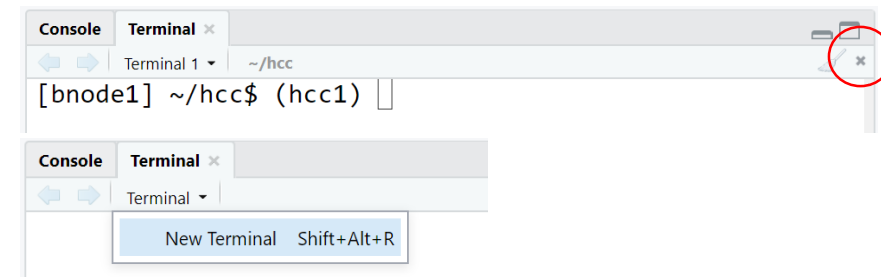 Console Terminal ×
Terminal 1 ~/hcc
[bnode1] ~/hcc$ (hcc1)
Console Terminal ×
Terminal
New Terminal Shift+Alt+R